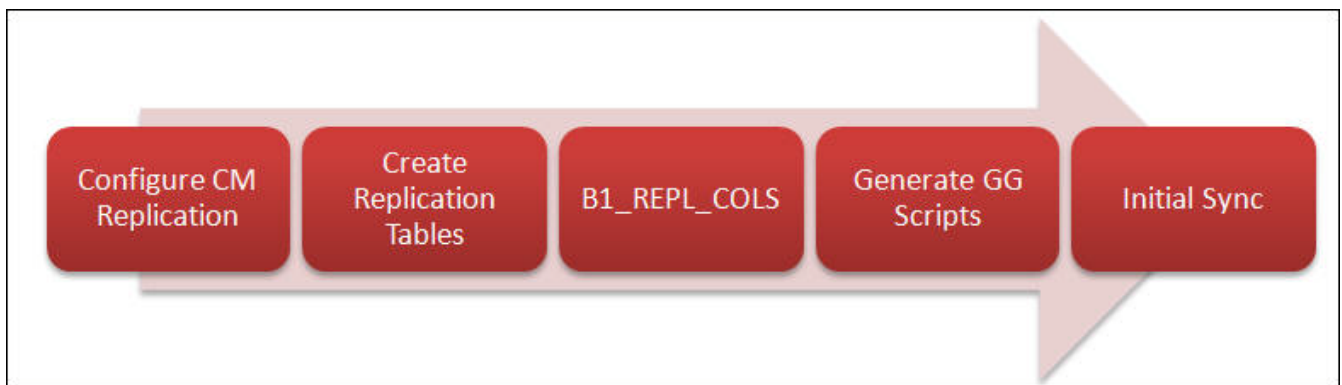 Configure CM
Replication
Create
Replication
Tables
B1_REPL_COLS
Generate GG
Scripts
Initial Sync